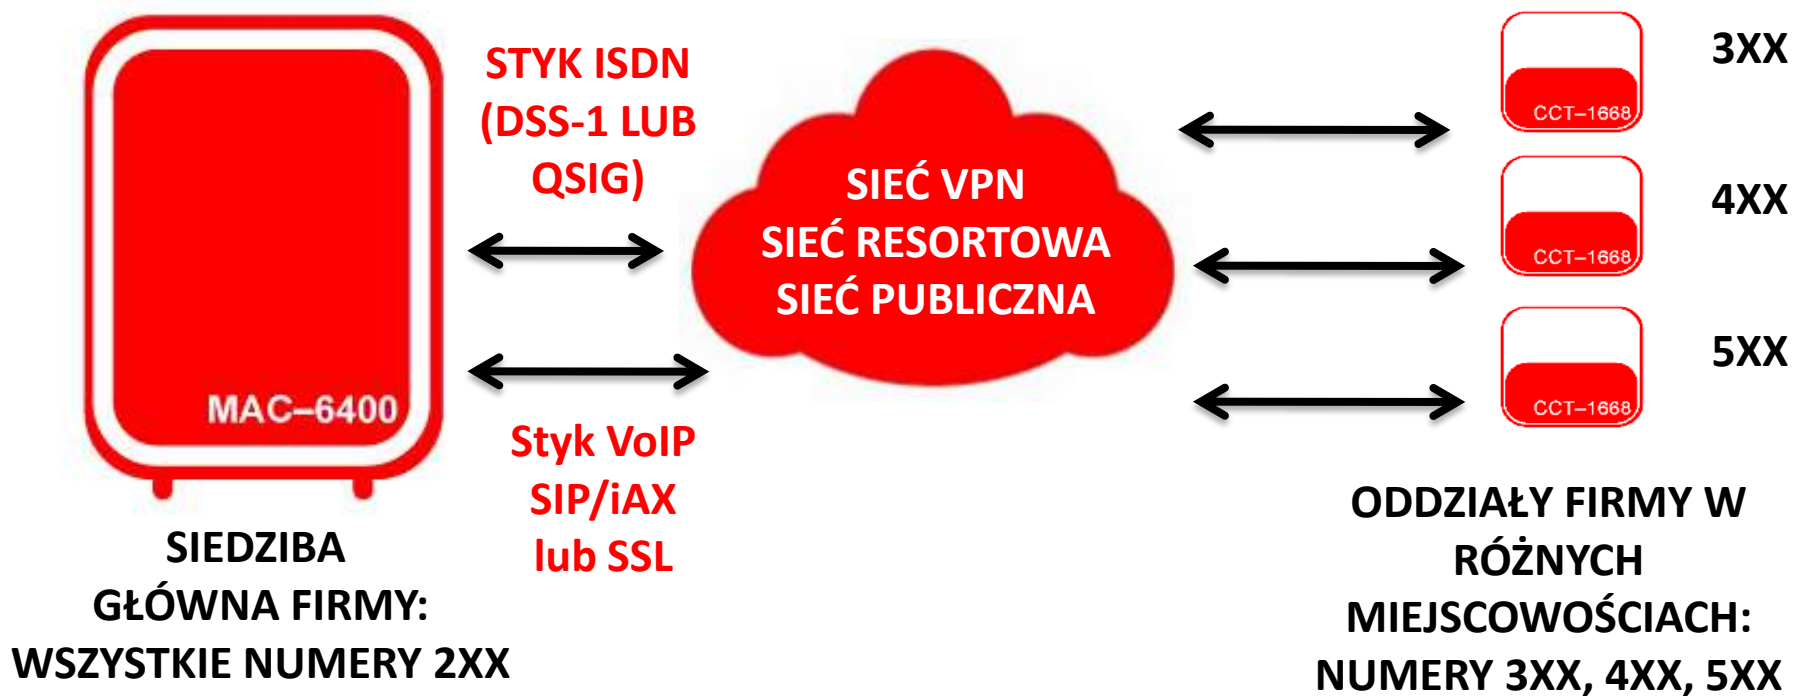 MAC–6400
SIEDZIBA
GŁÓWNA FIRMY:
WSZYSTKIE NUMERY 2XX
STYK ISDN
(DSS-1 LUB
QSIG)
Styk VoIP
SIP/iAX
lub SSL
SIEĆ VPN
SIEĆ RESORTOWA
SIEĆ PUBLICZNA
CCT–1668
3XX
CCT–1668
4XX
CCT–1668
5XX
ODDZIAŁY FIRMY W
RÓŻNYCH
MIEJSCOWOŚCIACH:
NUMERY 3XX, 4XX, 5XX